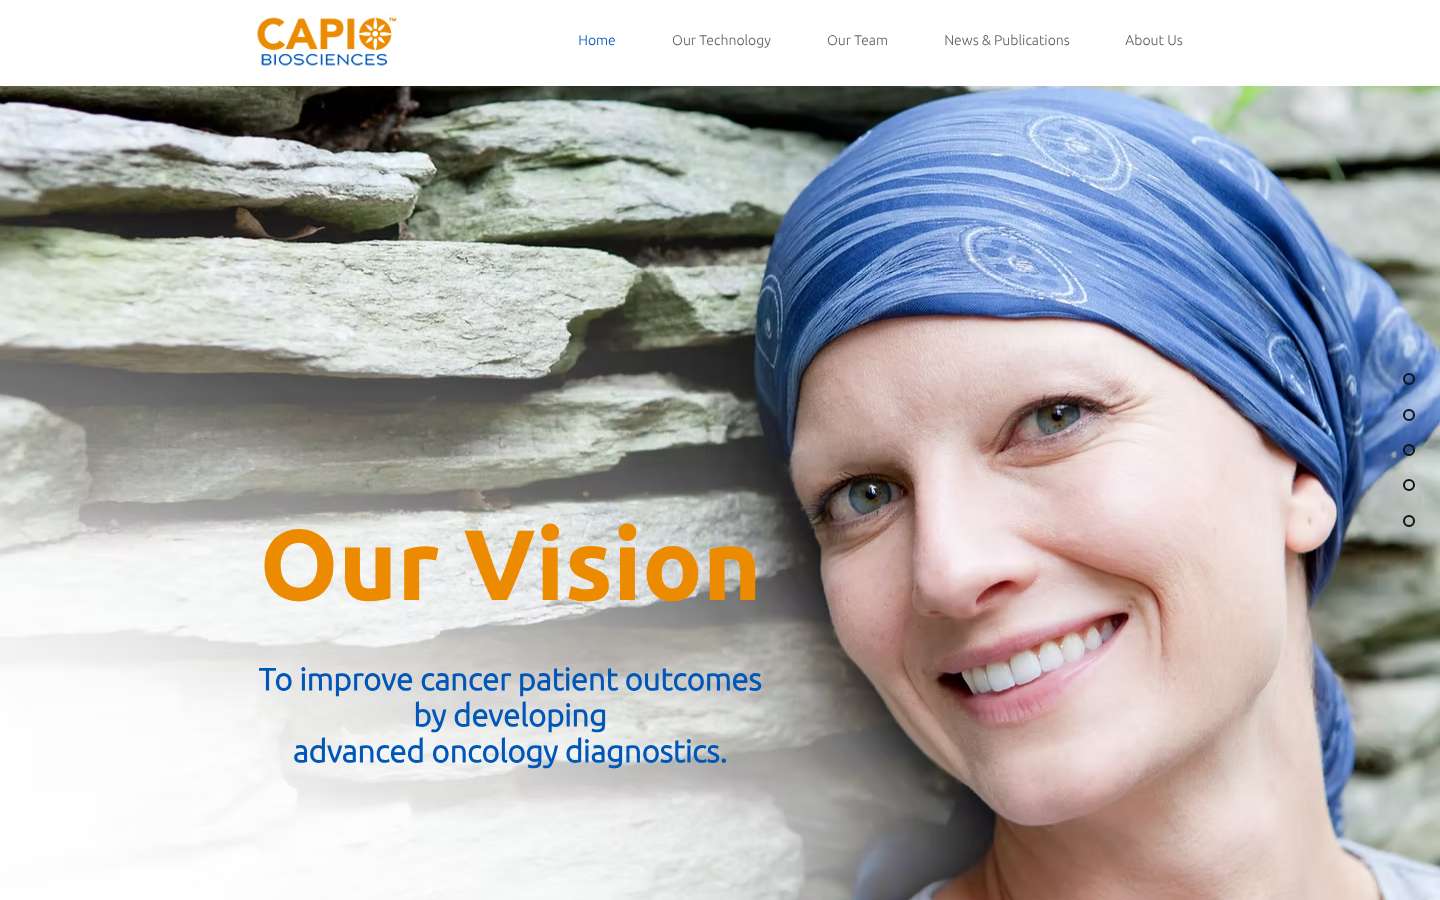 CAPIO™
BIOSCIENCES
Home
Our Technology
Our Team
News & Publications
About Us
Our Vision
To improve cancer patient outcomes
by developing
advanced oncology diagnostics.